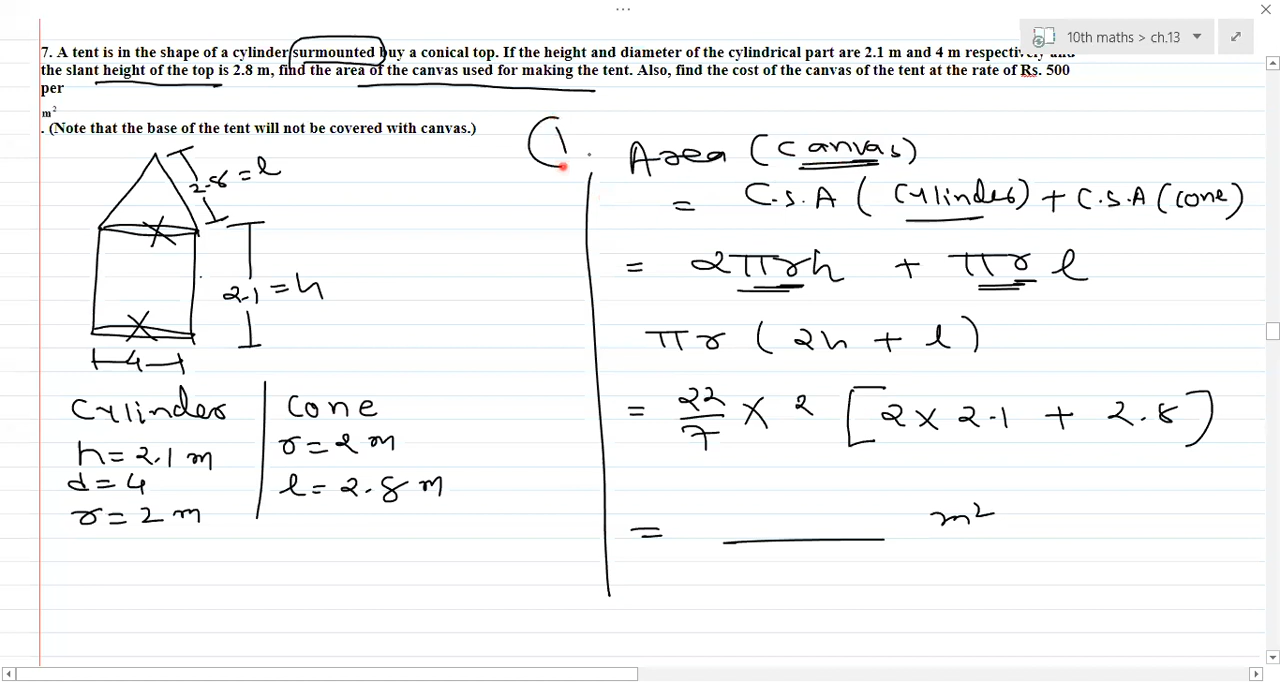 10th maths > ch.13
7. A tent is in the shape of a cylinder surmounted buy a conical top. If the height and diameter of the cylindrical part are 2.1 m and 4 m respectively and
the slant height of the top is 2.8 m, find the area of the canvas used for making the tent. Also, find the cost of the canvas of the tent at the rate of Rs. 500
per
m²
. (Note that the base of the tent will not be covered with canvas.)
2.8 = l
2.1 = h
4
Cylinder
h = 2.1 m
d = 4
r = 2 m
Cone
r = 2 m
l = 2.8 m
1.
Area (Canvas)
= C.S.A (Cylinder) + C.S.A (Cone)
= 2πrh + πr l
πr (2h + l)
= 22/7 × 2 [2 × 2.1 + 2.8]
= ______ m²